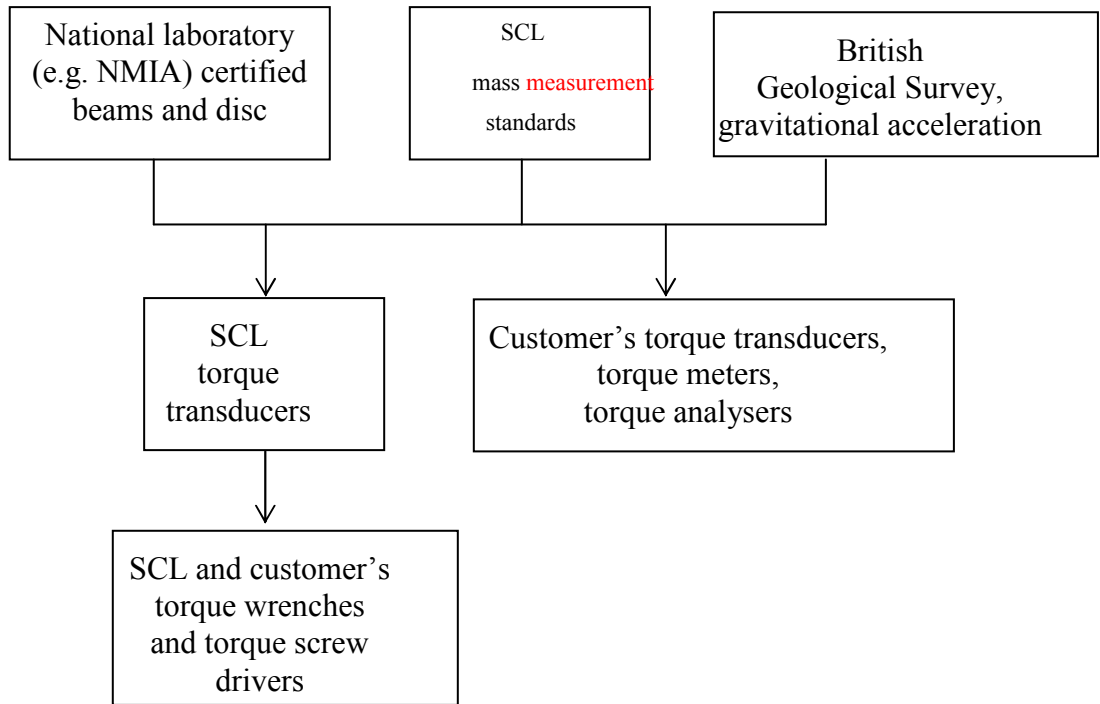 National laboratory
(e.g. NMIA) certified
beams and disc
SCL
mass measurement
standards
British
Geological Survey,
gravitational acceleration
SCL
torque
transducers
Customer’s torque transducers,
torque meters,
torque analysers
SCL and customer’s
torque wrenches
and torque screw
drivers